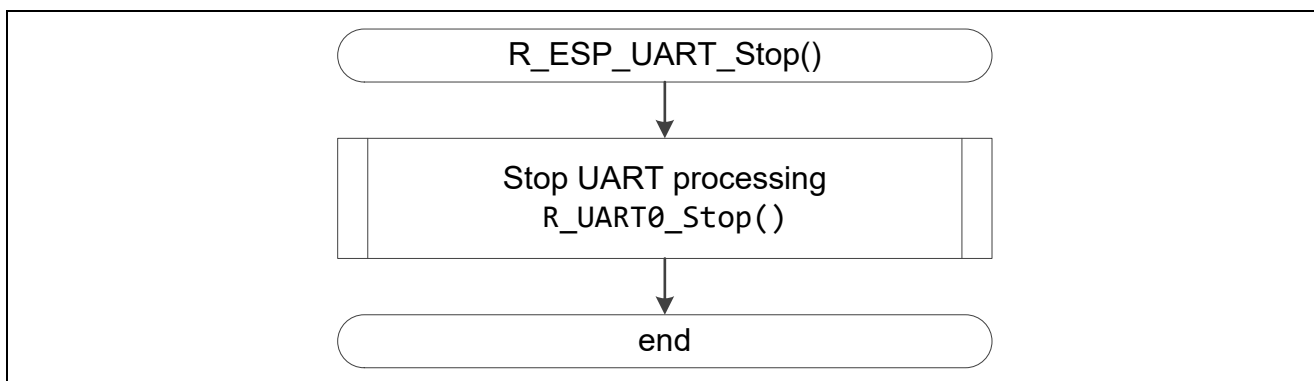 R_ESP_UART_Stop()
Stop UART processing
R_UART0_Stop()
end